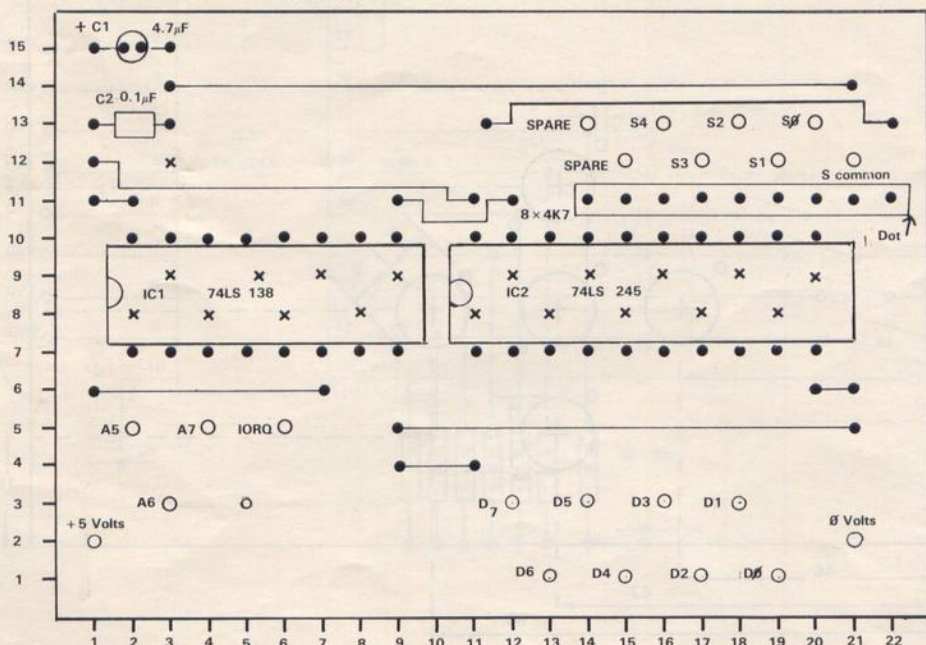 + C1 4.7µF
15
14
C2 0.1µF
13 SPARE S4 S2 SØ
12 SPARE S3 S1
S common
11
8 × 4K7
10 Dot
9
IC1 74LS 138 IC2 74LS 245
8
7
6
5 A5 A7 IORQ
4
3 A6 D7 D5 D3 D1
+5 Volts Ø Volts
2
1 D6 D4 D2 DØ
1 2 3 4 5 6 7 8 9 10 11 12 13 14 15 16 17 18 19 20 21 22